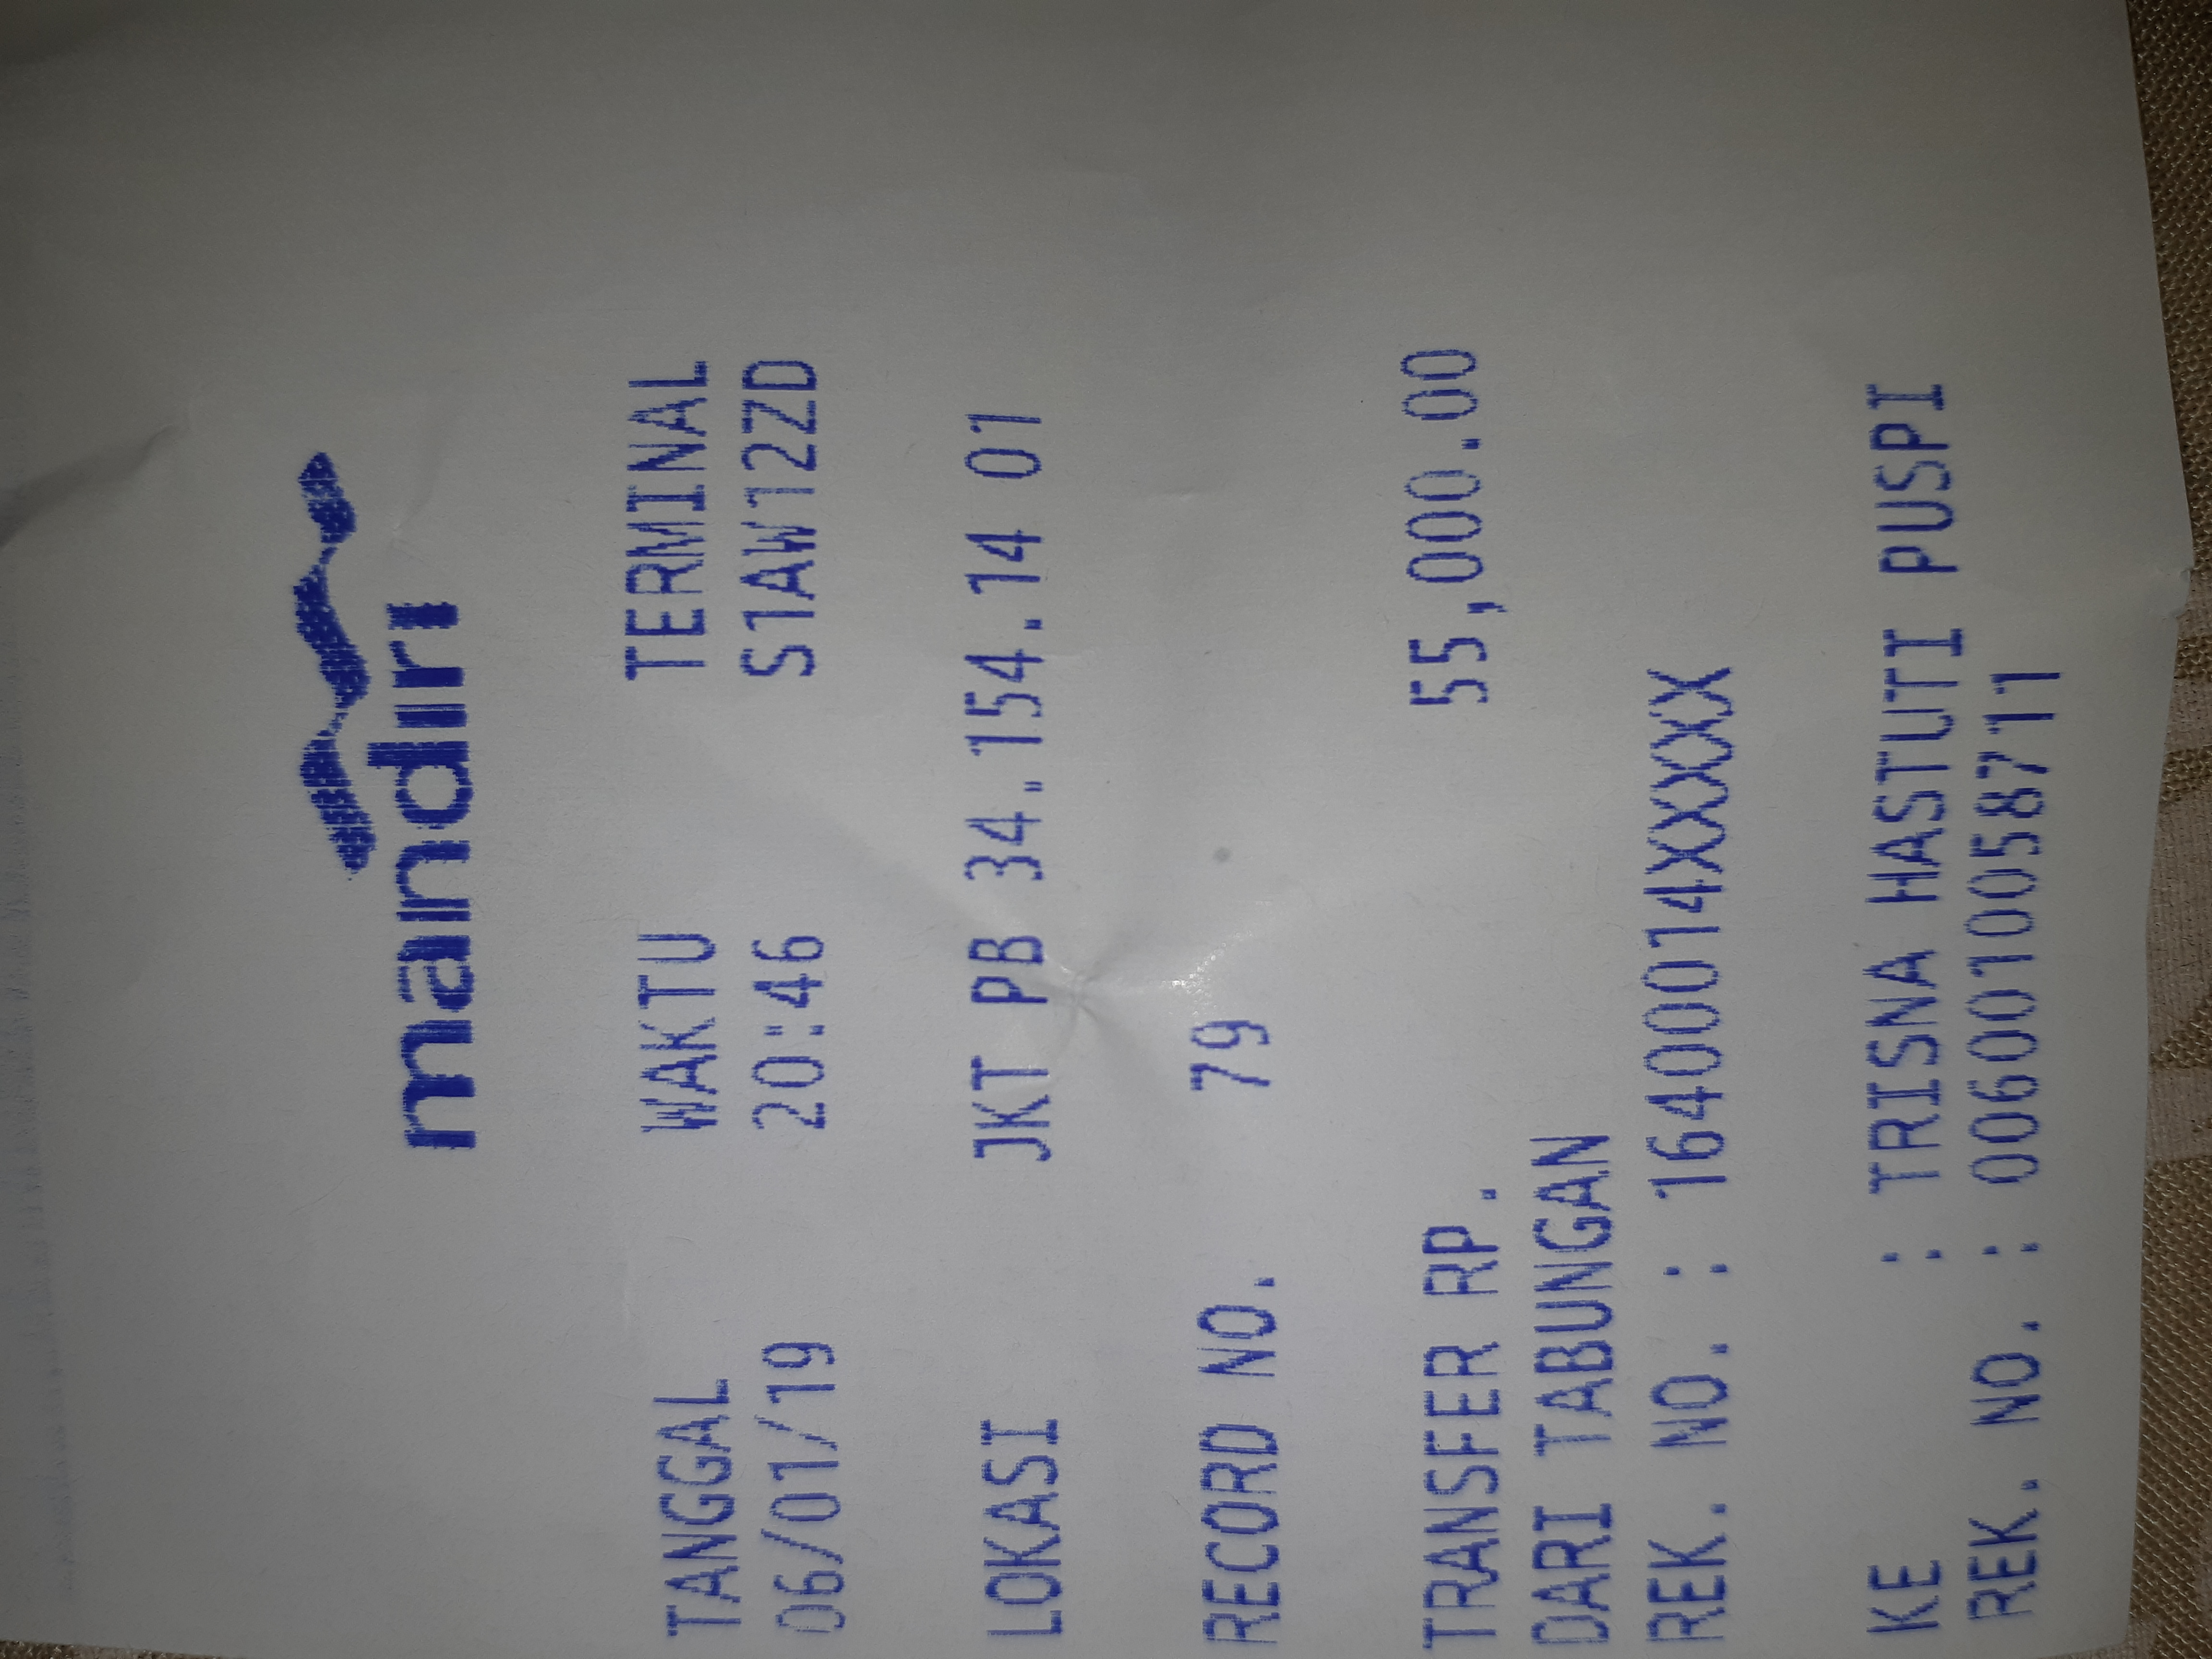 mandiri
TANGGAL WAKTU TERMINAL
06/01/19 20:46 S1AW12ZD
LOKASI JKT PB 34.154.14 01
RECORD NO. 79
TRANSFER RP. 55,000.00
DARI TABUNGAN
REK. NO. : 16400014XXXXX
KE : TRISNA HASTUTI PUSPI
REK. NO. : 0060010058711